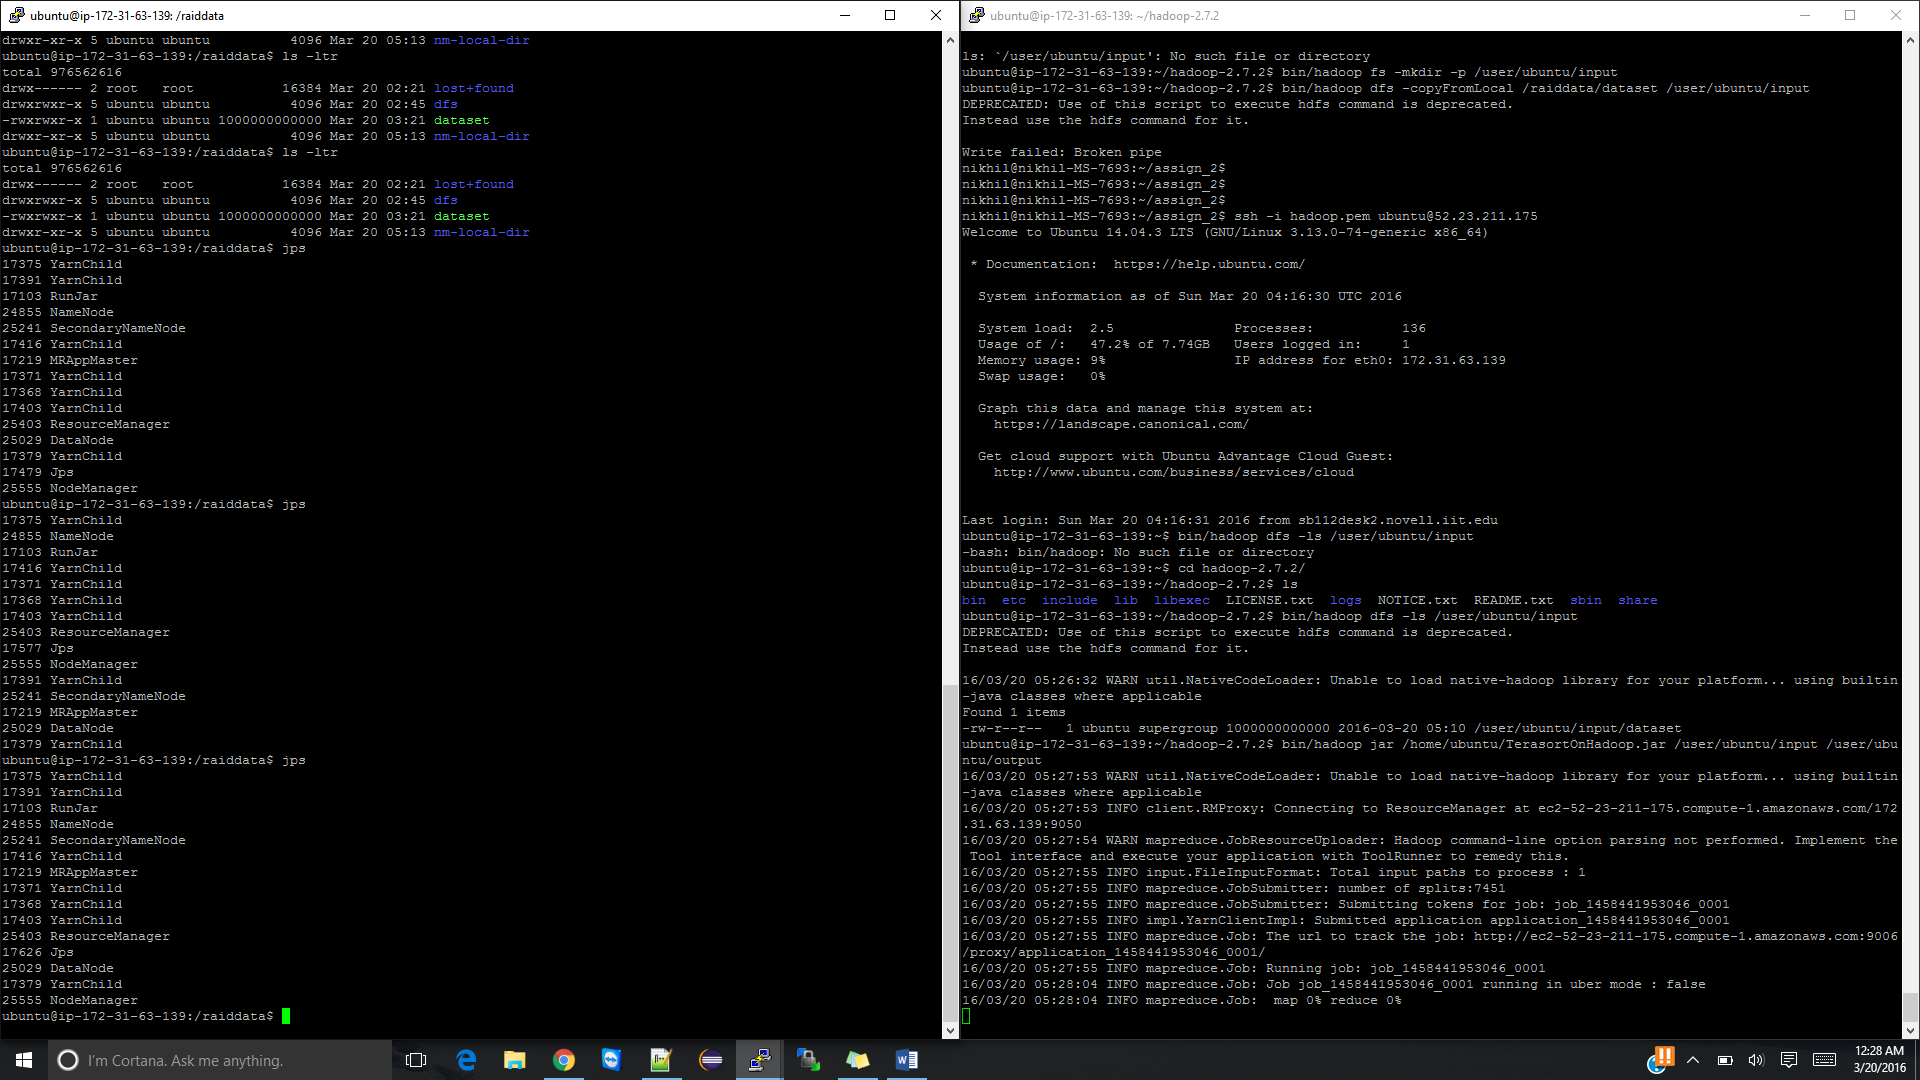 ubuntu@ip-172-31-63-139: /raiddata
drwxr-xr-x 5 ubuntu ubuntu          4096 Mar 20 05:13 nm-local-dir
ubuntu@ip-172-31-63-139:/raiddata$ ls -ltr
total 976562616
drwx------ 2 root   root         16384 Mar 20 02:21 lost+found
drwxrwxr-x 5 ubuntu ubuntu          4096 Mar 20 02:45 dfs
-rwxrwxr-x 1 ubuntu ubuntu 1000000000000 Mar 20 03:21 dataset
drwxr-xr-x 5 ubuntu ubuntu          4096 Mar 20 05:13 nm-local-dir
ubuntu@ip-172-31-63-139:/raiddata$ ls -ltr
total 976562616
drwx------ 2 root   root         16384 Mar 20 02:21 lost+found
drwxrwxr-x 5 ubuntu ubuntu          4096 Mar 20 02:45 dfs
-rwxrwxr-x 1 ubuntu ubuntu 1000000000000 Mar 20 03:21 dataset
drwxr-xr-x 5 ubuntu ubuntu          4096 Mar 20 05:13 nm-local-dir
ubuntu@ip-172-31-63-139:/raiddata$ jps
17375 YarnChild
17391 YarnChild
17103 RunJar
24855 NameNode
25241 SecondaryNameNode
17416 YarnChild
17219 MRAppMaster
17371 YarnChild
17368 YarnChild
17403 YarnChild
25403 ResourceManager
25029 DataNode
17379 YarnChild
17479 Jps
25555 NodeManager
ubuntu@ip-172-31-63-139:/raiddata$ jps
17375 YarnChild
24855 NameNode
17103 RunJar
17416 YarnChild
17371 YarnChild
17368 YarnChild
17403 YarnChild
25403 ResourceManager
17577 Jps
25555 NodeManager
17391 YarnChild
25241 SecondaryNameNode
17219 MRAppMaster
25029 DataNode
17379 YarnChild
ubuntu@ip-172-31-63-139:/raiddata$ jps
17375 YarnChild
17391 YarnChild
17103 RunJar
24855 NameNode
25241 SecondaryNameNode
17416 YarnChild
17219 MRAppMaster
17371 YarnChild
17368 YarnChild
17403 YarnChild
25403 ResourceManager
17626 Jps
25029 DataNode
17379 YarnChild
25555 NodeManager
ubuntu@ip-172-31-63-139:/raiddata$
ubuntu@ip-172-31-63-139: ~/hadoop-2.7.2
ls: `/user/ubuntu/input': No such file or directory
ubuntu@ip-172-31-63-139:~/hadoop-2.7.2$ bin/hadoop fs -mkdir -p /user/ubuntu/input
ubuntu@ip-172-31-63-139:~/hadoop-2.7.2$ bin/hadoop dfs -copyFromLocal /raiddata/dataset /user/ubuntu/input
DEPRECATED: Use of this script to execute hdfs command is deprecated.
Instead use the hdfs command for it.
Write failed: Broken pipe
nikhil@nikhil-MS-7693:~/assign_2$
nikhil@nikhil-MS-7693:~/assign_2$
nikhil@nikhil-MS-7693:~/assign_2$
nikhil@nikhil-MS-7693:~/assign_2$ ssh -i hadoop.pem ubuntu@52.23.211.175
Welcome to Ubuntu 14.04.3 LTS (GNU/Linux 3.13.0-74-generic x86_64)
* Documentation:  https://help.ubuntu.com/
System information as of Sun Mar 20 04:16:30 UTC 2016
System load:  2.5               Processes:           136
Usage of /:   47.2% of 7.74GB   Users logged in:     1
Memory usage: 9%                IP address for eth0: 172.31.63.139
Swap usage:   0%
Graph this data and manage this system at:
https://landscape.canonical.com/
Get cloud support with Ubuntu Advantage Cloud Guest:
http://www.ubuntu.com/business/services/cloud
Last login: Sun Mar 20 04:16:31 2016 from sb112desk2.novell.iit.edu
ubuntu@ip-172-31-63-139:~$ bin/hadoop dfs -ls /user/ubuntu/input
-bash: bin/hadoop: No such file or directory
ubuntu@ip-172-31-63-139:~$ cd hadoop-2.7.2/
ubuntu@ip-172-31-63-139:~/hadoop-2.7.2$ ls
bin  etc  include  lib  libexec  LICENSE.txt  logs  NOTICE.txt  README.txt  sbin  share
ubuntu@ip-172-31-63-139:~/hadoop-2.7.2$ bin/hadoop dfs -ls /user/ubuntu/input
DEPRECATED: Use of this script to execute hdfs command is deprecated.
Instead use the hdfs command for it.
16/03/20 05:26:32 WARN util.NativeCodeLoader: Unable to load native-hadoop library for your platform... using builtin
-java classes where applicable
Found 1 items
-rw-r--r--   1 ubuntu supergroup 1000000000000 2016-03-20 05:10 /user/ubuntu/input/dataset
ubuntu@ip-172-31-63-139:~/hadoop-2.7.2$ bin/hadoop jar /home/ubuntu/TerasortOnHadoop.jar /user/ubuntu/input /user/ubu
ntu/output
16/03/20 05:27:53 WARN util.NativeCodeLoader: Unable to load native-hadoop library for your platform... using builtin
-java classes where applicable
16/03/20 05:27:53 INFO client.RMProxy: Connecting to ResourceManager at ec2-52-23-211-175.compute-1.amazonaws.com/172
.31.63.139:9050
16/03/20 05:27:54 WARN mapreduce.JobResourceUploader: Hadoop command-line option parsing not performed. Implement the
Tool interface and execute your application with ToolRunner to remedy this.
16/03/20 05:27:55 INFO input.FileInputFormat: Total input paths to process : 1
16/03/20 05:27:55 INFO mapreduce.JobSubmitter: number of splits:7451
16/03/20 05:27:55 INFO mapreduce.JobSubmitter: Submitting tokens for job: job_1458441953046_0001
16/03/20 05:27:55 INFO impl.YarnClientImpl: Submitted application application_1458441953046_0001
16/03/20 05:27:55 INFO mapreduce.Job: The url to track the job: http://ec2-52-23-211-175.compute-1.amazonaws.com:9006
/proxy/application_1458441953046_0001/
16/03/20 05:27:55 INFO mapreduce.Job: Running job: job_1458441953046_0001
16/03/20 05:28:04 INFO mapreduce.Job: Job job_1458441953046_0001 running in uber mode : false
16/03/20 05:28:04 INFO mapreduce.Job:  map 0% reduce 0%
I'm Cortana. Ask me anything.
12:28 AM
3/20/2016